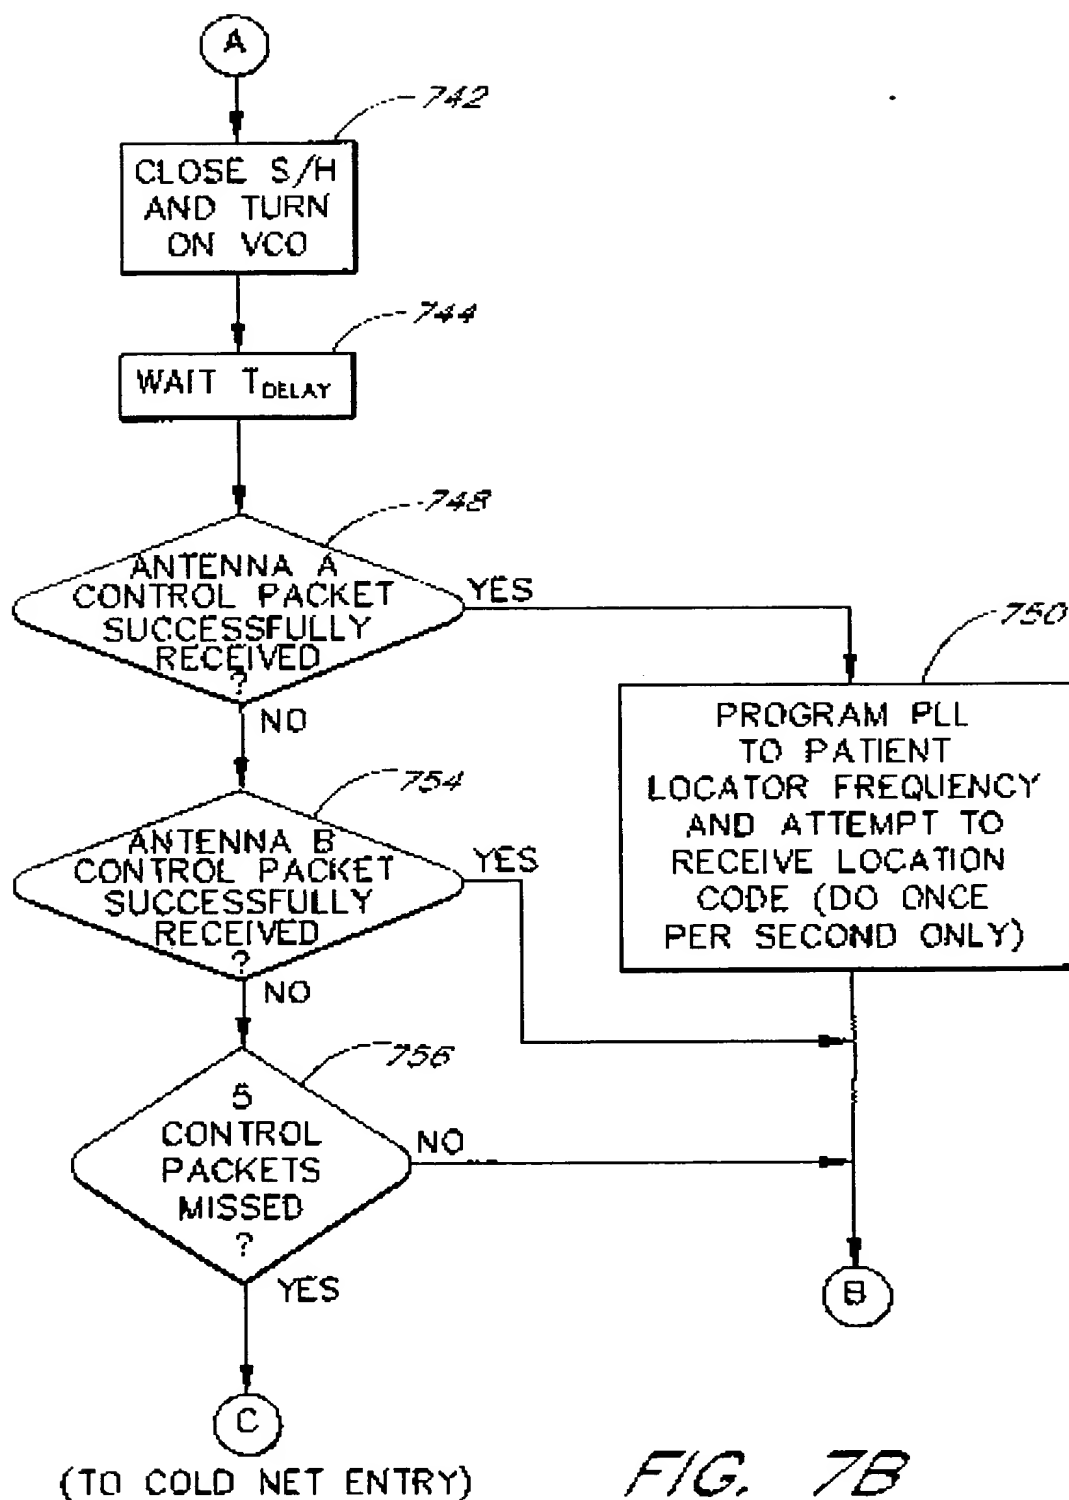 A
742
CLOSE S/H
AND TURN
ON VCO
744
WAIT TDELAY
748
ANTENNA A
CONTROL PACKET
SUCCESSFULLY
RECEIVED
?
YES
NO
750
PROGRAM PLL
TO PATIENT
LOCATOR FREQUENCY
AND ATTEMPT TO
RECEIVE LOCATION
CODE (DO ONCE
PER SECOND ONLY)
754
ANTENNA B
CONTROL PACKET
SUCCESSFULLY
RECEIVED
?
YES
NO
756
5
CONTROL
PACKETS
MISSED
?
NO
YES
B
C
(TO COLD NET ENTRY)
FIG. 7B